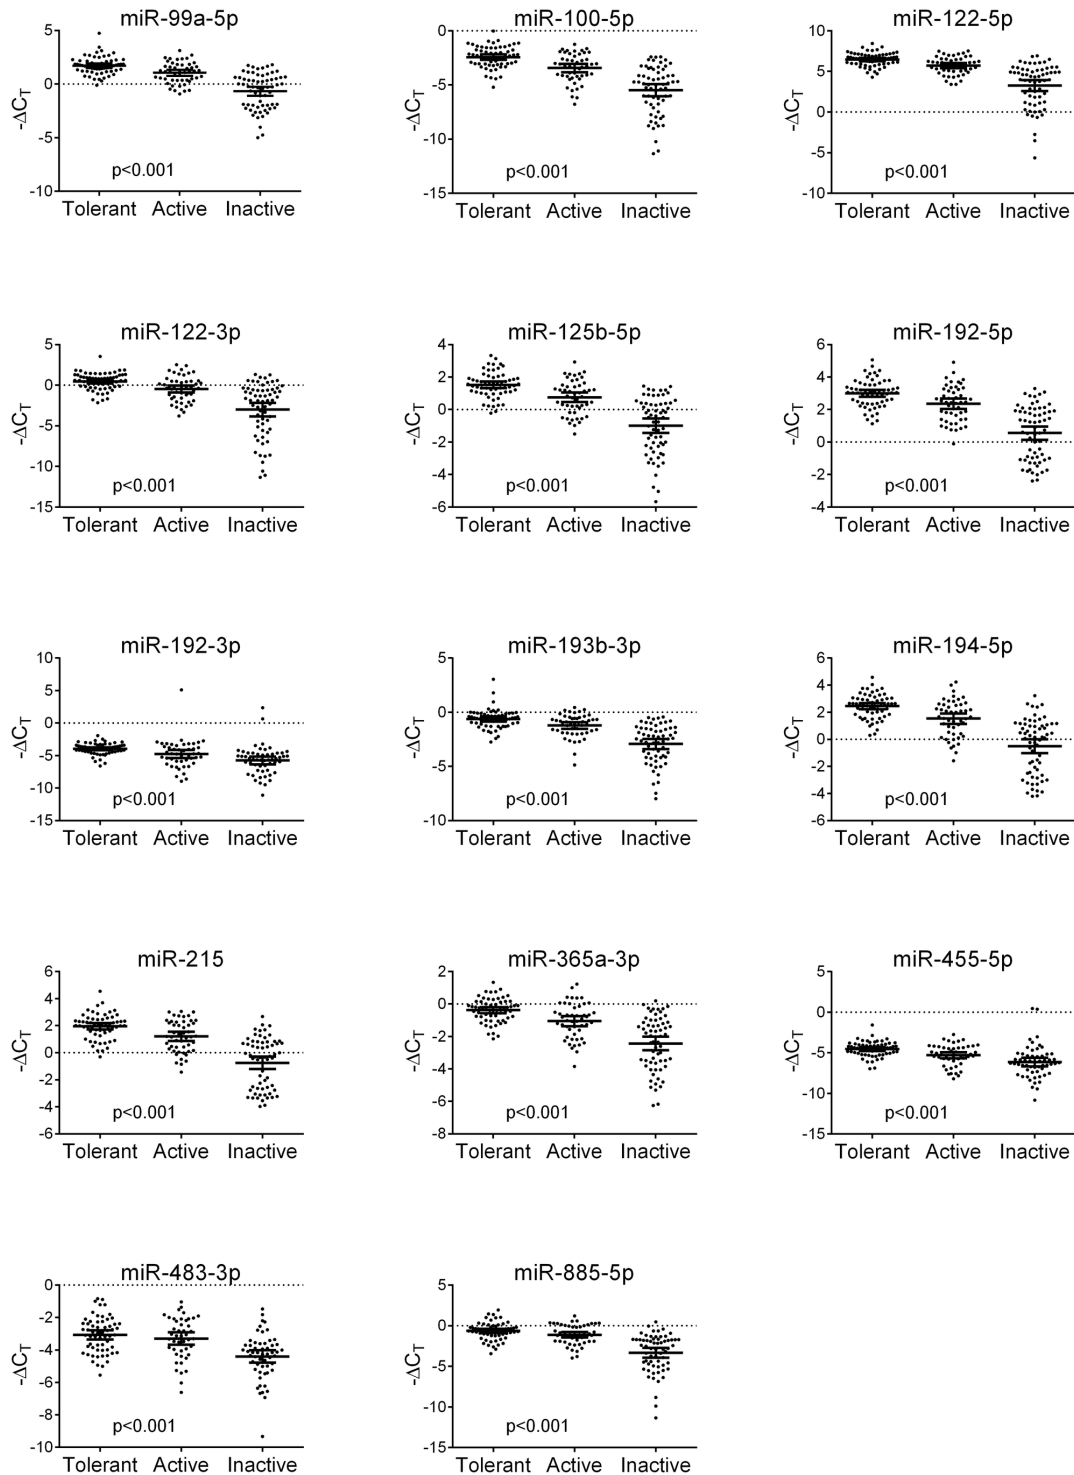 miR-99a-5p miR-100-5p miR-122-5p
5 0 10
0 -5 5
-5 -10 0
-5
-10 -15 -10
-ΔCT -ΔCT -ΔCT
p<0.001 p<0.001 p<0.001
Tolerant Active Inactive Tolerant Active Inactive Tolerant Active Inactive
miR-122-3p miR-125b-5p miR-192-5p
5 4 6
0 2 4
-5 0 2
-10 -2 0
-15 -4 -2
-6 -4
-ΔCT -ΔCT -ΔCT
p<0.001 p<0.001 p<0.001
Tolerant Active Inactive Tolerant Active Inactive Tolerant Active Inactive
miR-192-3p miR-193b-3p miR-194-5p
10 5 6
5 0 4
0 -5 2
-5 -10 0
-10 -2
-15 -4
-6
-ΔCT -ΔCT -ΔCT
p<0.001 p<0.001 p<0.001
Tolerant Active Inactive Tolerant Active Inactive Tolerant Active Inactive
miR-215 miR-365a-3p miR-455-5p
6 2 5
4 0 0
2 -2 -5
0 -4 -10
-2 -6 -15
-4 -8
-6
-ΔCT -ΔCT -ΔCT
p<0.001 p<0.001 p<0.001
Tolerant Active Inactive Tolerant Active Inactive Tolerant Active Inactive
miR-483-3p miR-885-5p
0 5
-2 0
-4 -5
-6 -10
-8 -15
-10
-ΔCT -ΔCT
p<0.001 p<0.001
Tolerant Active Inactive Tolerant Active Inactive